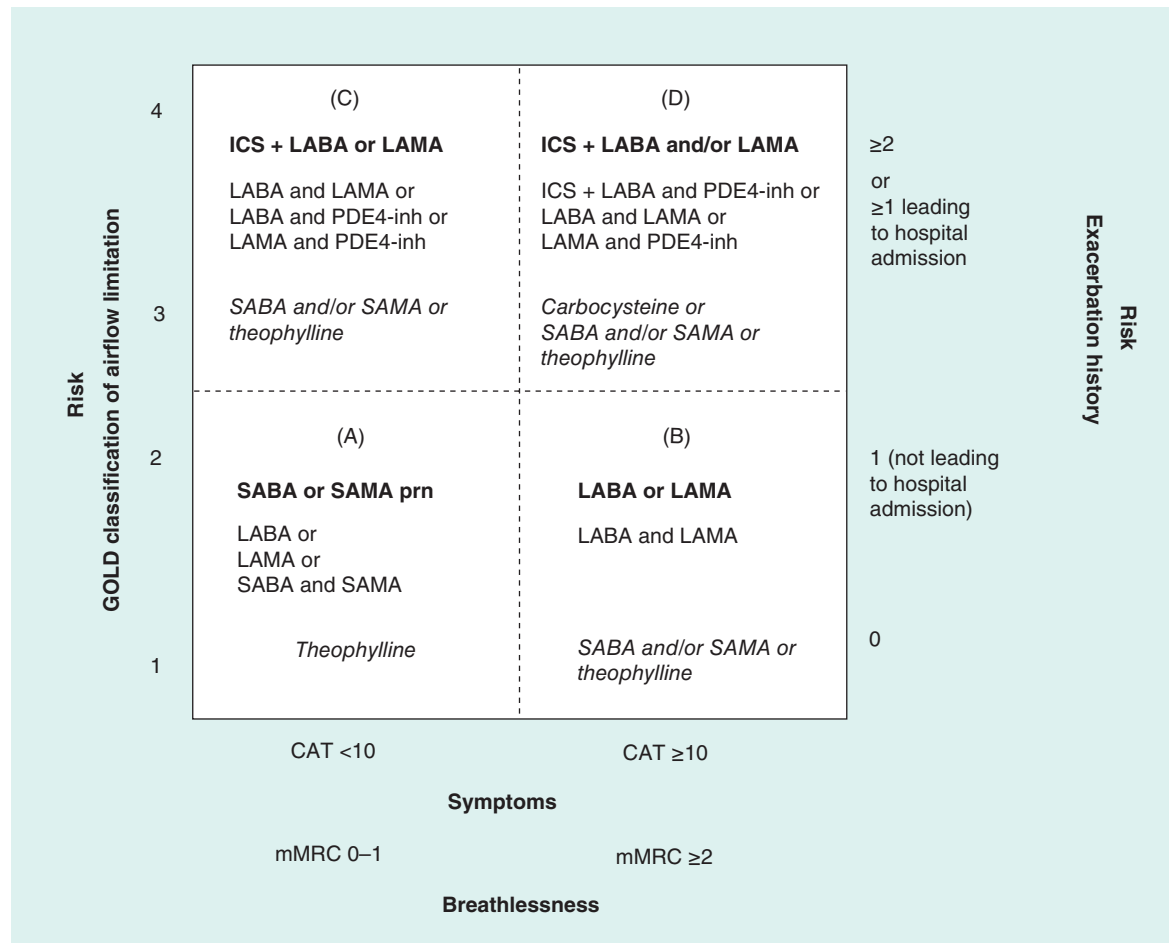 Risk
GOLD classification of airflow limitation
4
3
2
1
(C)
ICS + LABA or LAMA
LABA and LAMA or
LABA and PDE4-inh or
LAMA and PDE4-inh
SABA and/or SAMA or
theophylline
(D)
ICS + LABA and/or LAMA
ICS + LABA and PDE4-inh or
LABA and LAMA or
LAMA and PDE4-inh
Carbocysteine or
SABA and/or SAMA or
theophylline
(A)
SABA or SAMA prn
LABA or
LAMA or
SABA and SAMA
Theophylline
(B)
LABA or LAMA
LABA and LAMA
SABA and/or SAMA or
theophylline
≥2
or
≥1 leading
to hospital
admission
1 (not leading
to hospital
admission)
0
Risk
Exacerbation history
CAT <10
CAT ≥10
Symptoms
mMRC 0–1
mMRC ≥2
Breathlessness